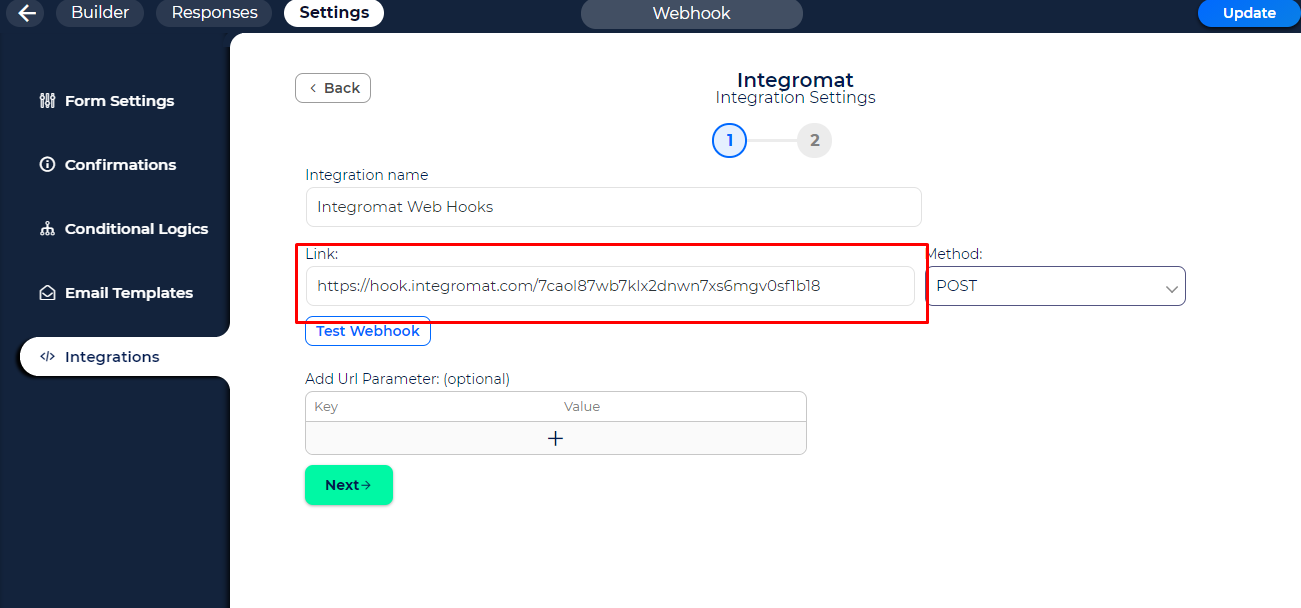 Builder Responses Settings Webhook Update
Form Settings
Confirmations
Conditional Logics
Email Templates
Integrations
Back
Integromat
Integration Settings
1 2
Integration name
Integromat Web Hooks
Link: Method:
https://hook.integromat.com/7caol87wb7klx2dnwn7xs6mgv0sf1b18 POST
Test Webhook
Add Url Parameter: (optional)
Key Value
+
Next→